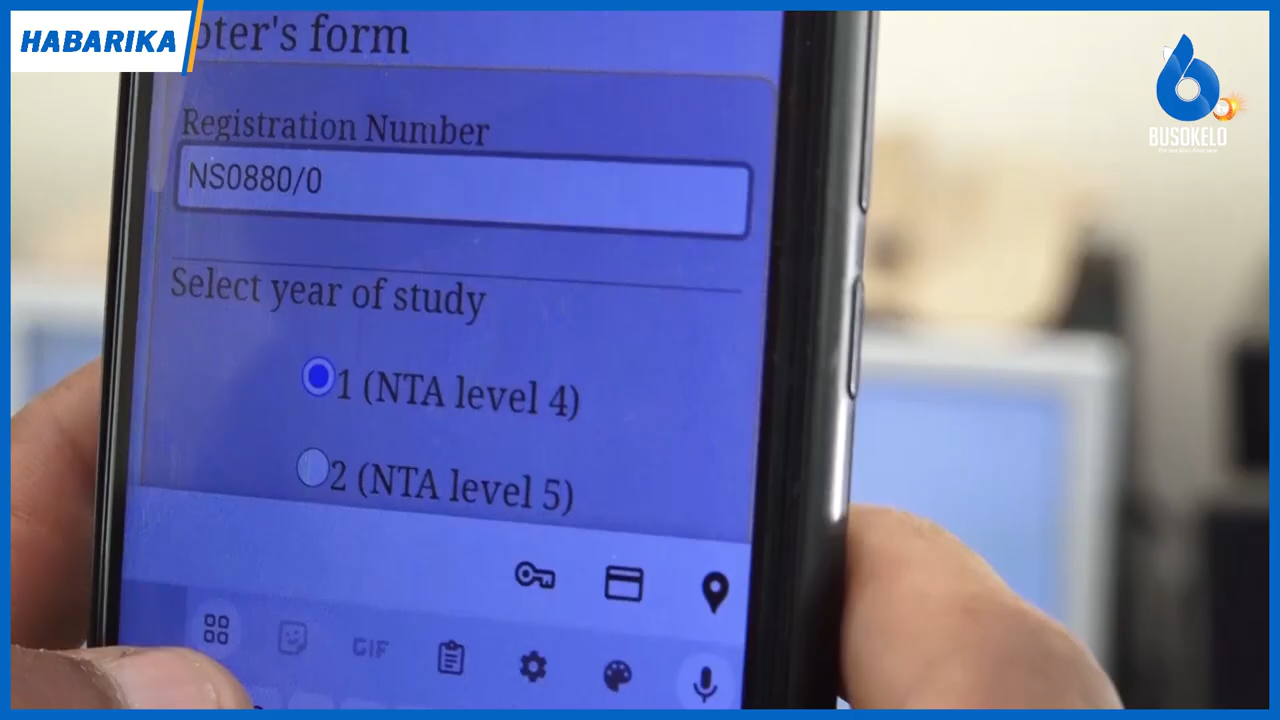 HABARIKA
oter's form
BUSOKELO
Registration Number
NS0880/0
Select year of study
1 (NTA level 4)
2 (NTA level 5)
GIF